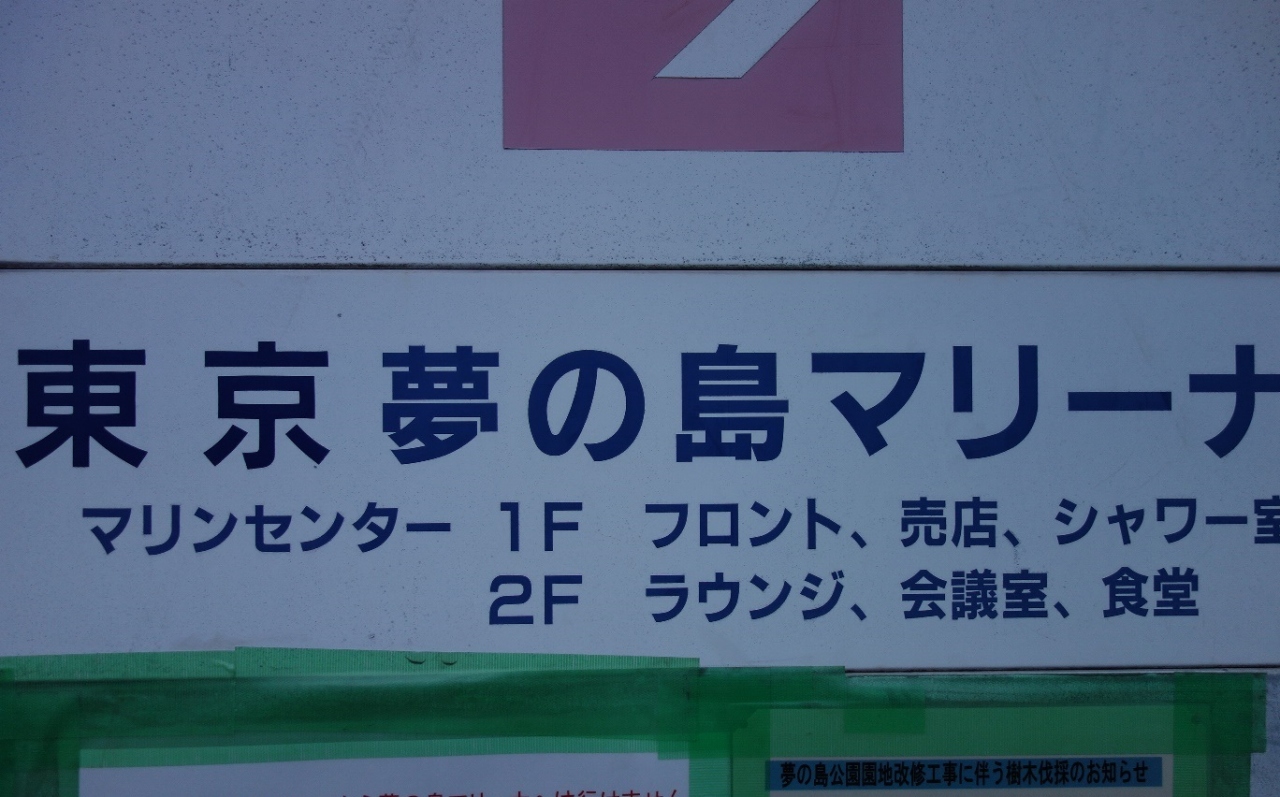 東京夢の島マリーナ
マリンセンター 1F フロント、売店、シャワー室
2F ラウンジ、会議室、食堂
夢の島公園園地改修工事に伴う樹木伐採のお知らせ